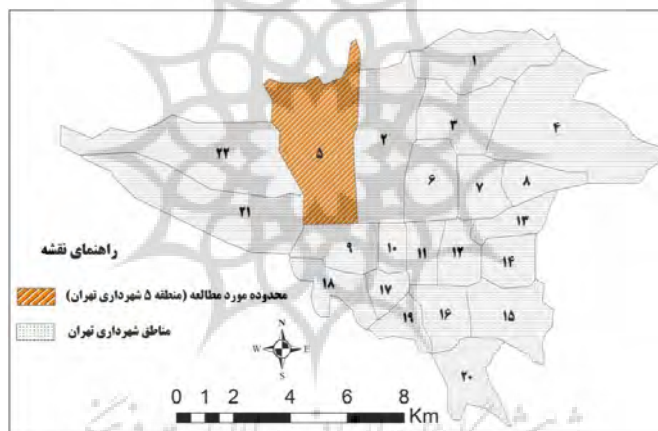 ۱
۳
۴
۲
۵
۲۲
۶
۷
۸
۲۱
۱۳
۹
۱۰
۱۱
۱۲
۱۴
راهنمای نقشه
۱۸
۱۷
محدوده مورد مطالعه (منطقه ۵ شهرداری تهران)
۱۹
۱۶
۱۵
مناطق شهرداری تهران
N
W E
S
۲۰
0 1 2 4 6 8
Km